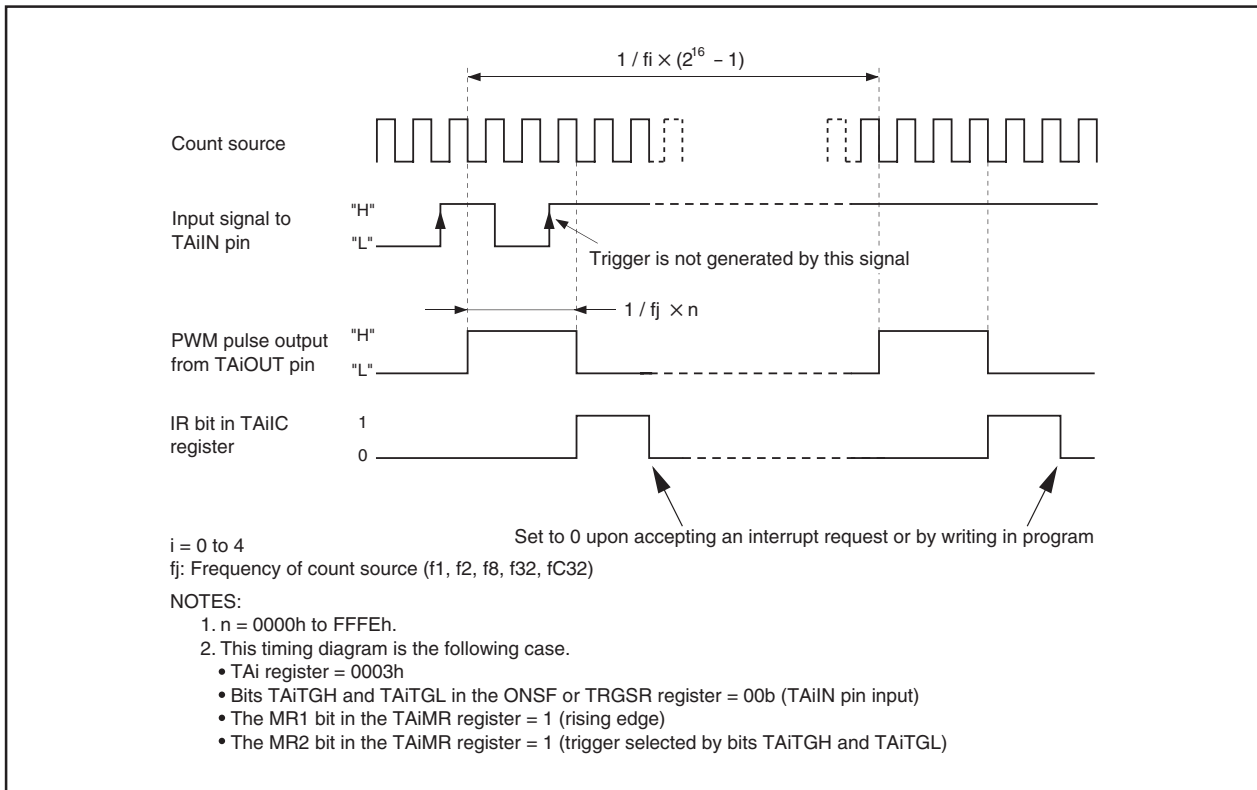 1 / fi × (2¹⁶ – 1)
Count source
Input signal to
TAiIN pin
"H"
"L"
Trigger is not generated by this signal
1 / fj × n
PWM pulse output
from TAiOUT pin
"H"
"L"
IR bit in TAiIC
register
1
0
Set to 0 upon accepting an interrupt request or by writing in program
i = 0 to 4
fj: Frequency of count source (f1, f2, f8, f32, fC32)
NOTES:
1. n = 0000h to FFFEh.
2. This timing diagram is the following case.
• TAi register = 0003h
• Bits TAiTGH and TAiTGL in the ONSF or TRGSR register = 00b (TAiIN pin input)
• The MR1 bit in the TAiMR register = 1 (rising edge)
• The MR2 bit in the TAiMR register = 1 (trigger selected by bits TAiTGH and TAiTGL)